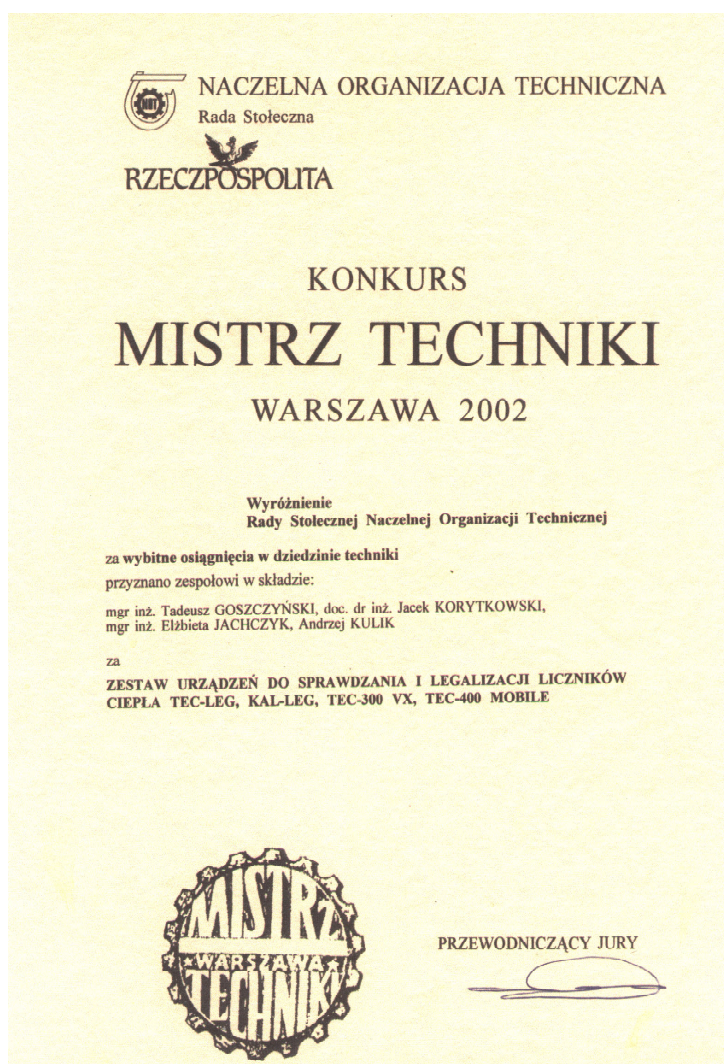 NOT
NACZELNA ORGANIZACJA TECHNICZNA
Rada Stołeczna
RZECZPOSPOLITA
KONKURS
MISTRZ TECHNIKI
WARSZAWA 2002
Wyróżnienie
Rady Stołecznej Naczelnej Organizacji Technicznej
za wybitne osiągnięcia w dziedzinie techniki
przyznano zespołowi w składzie:
mgr inż. Tadeusz GOSZCZYŃSKI, doc. dr inż. Jacek KORYTKOWSKI,
mgr inż. Elżbieta JACHCZYK, Andrzej KULIK
za
ZESTAW URZĄDZEŃ DO SPRAWDZANIA I LEGALIZACJI LICZNIKÓW
CIEPŁA TEC-LEG, KAL-LEG, TEC-300 VX, TEC-400 MOBILE
MISTRZ
WARSZAWA
TECHNIKI
PRZEWODNICZĄCY JURY